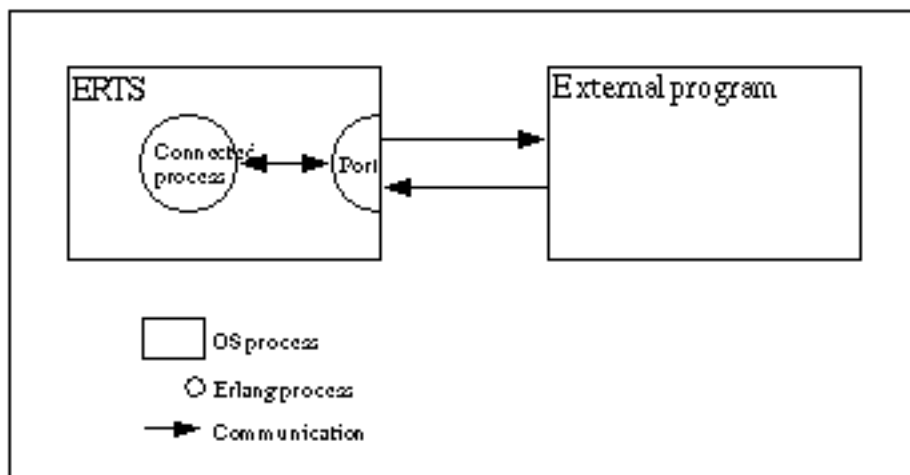 ERTS
External program
Connected
process
Port
OS process
Erlang process
Communication